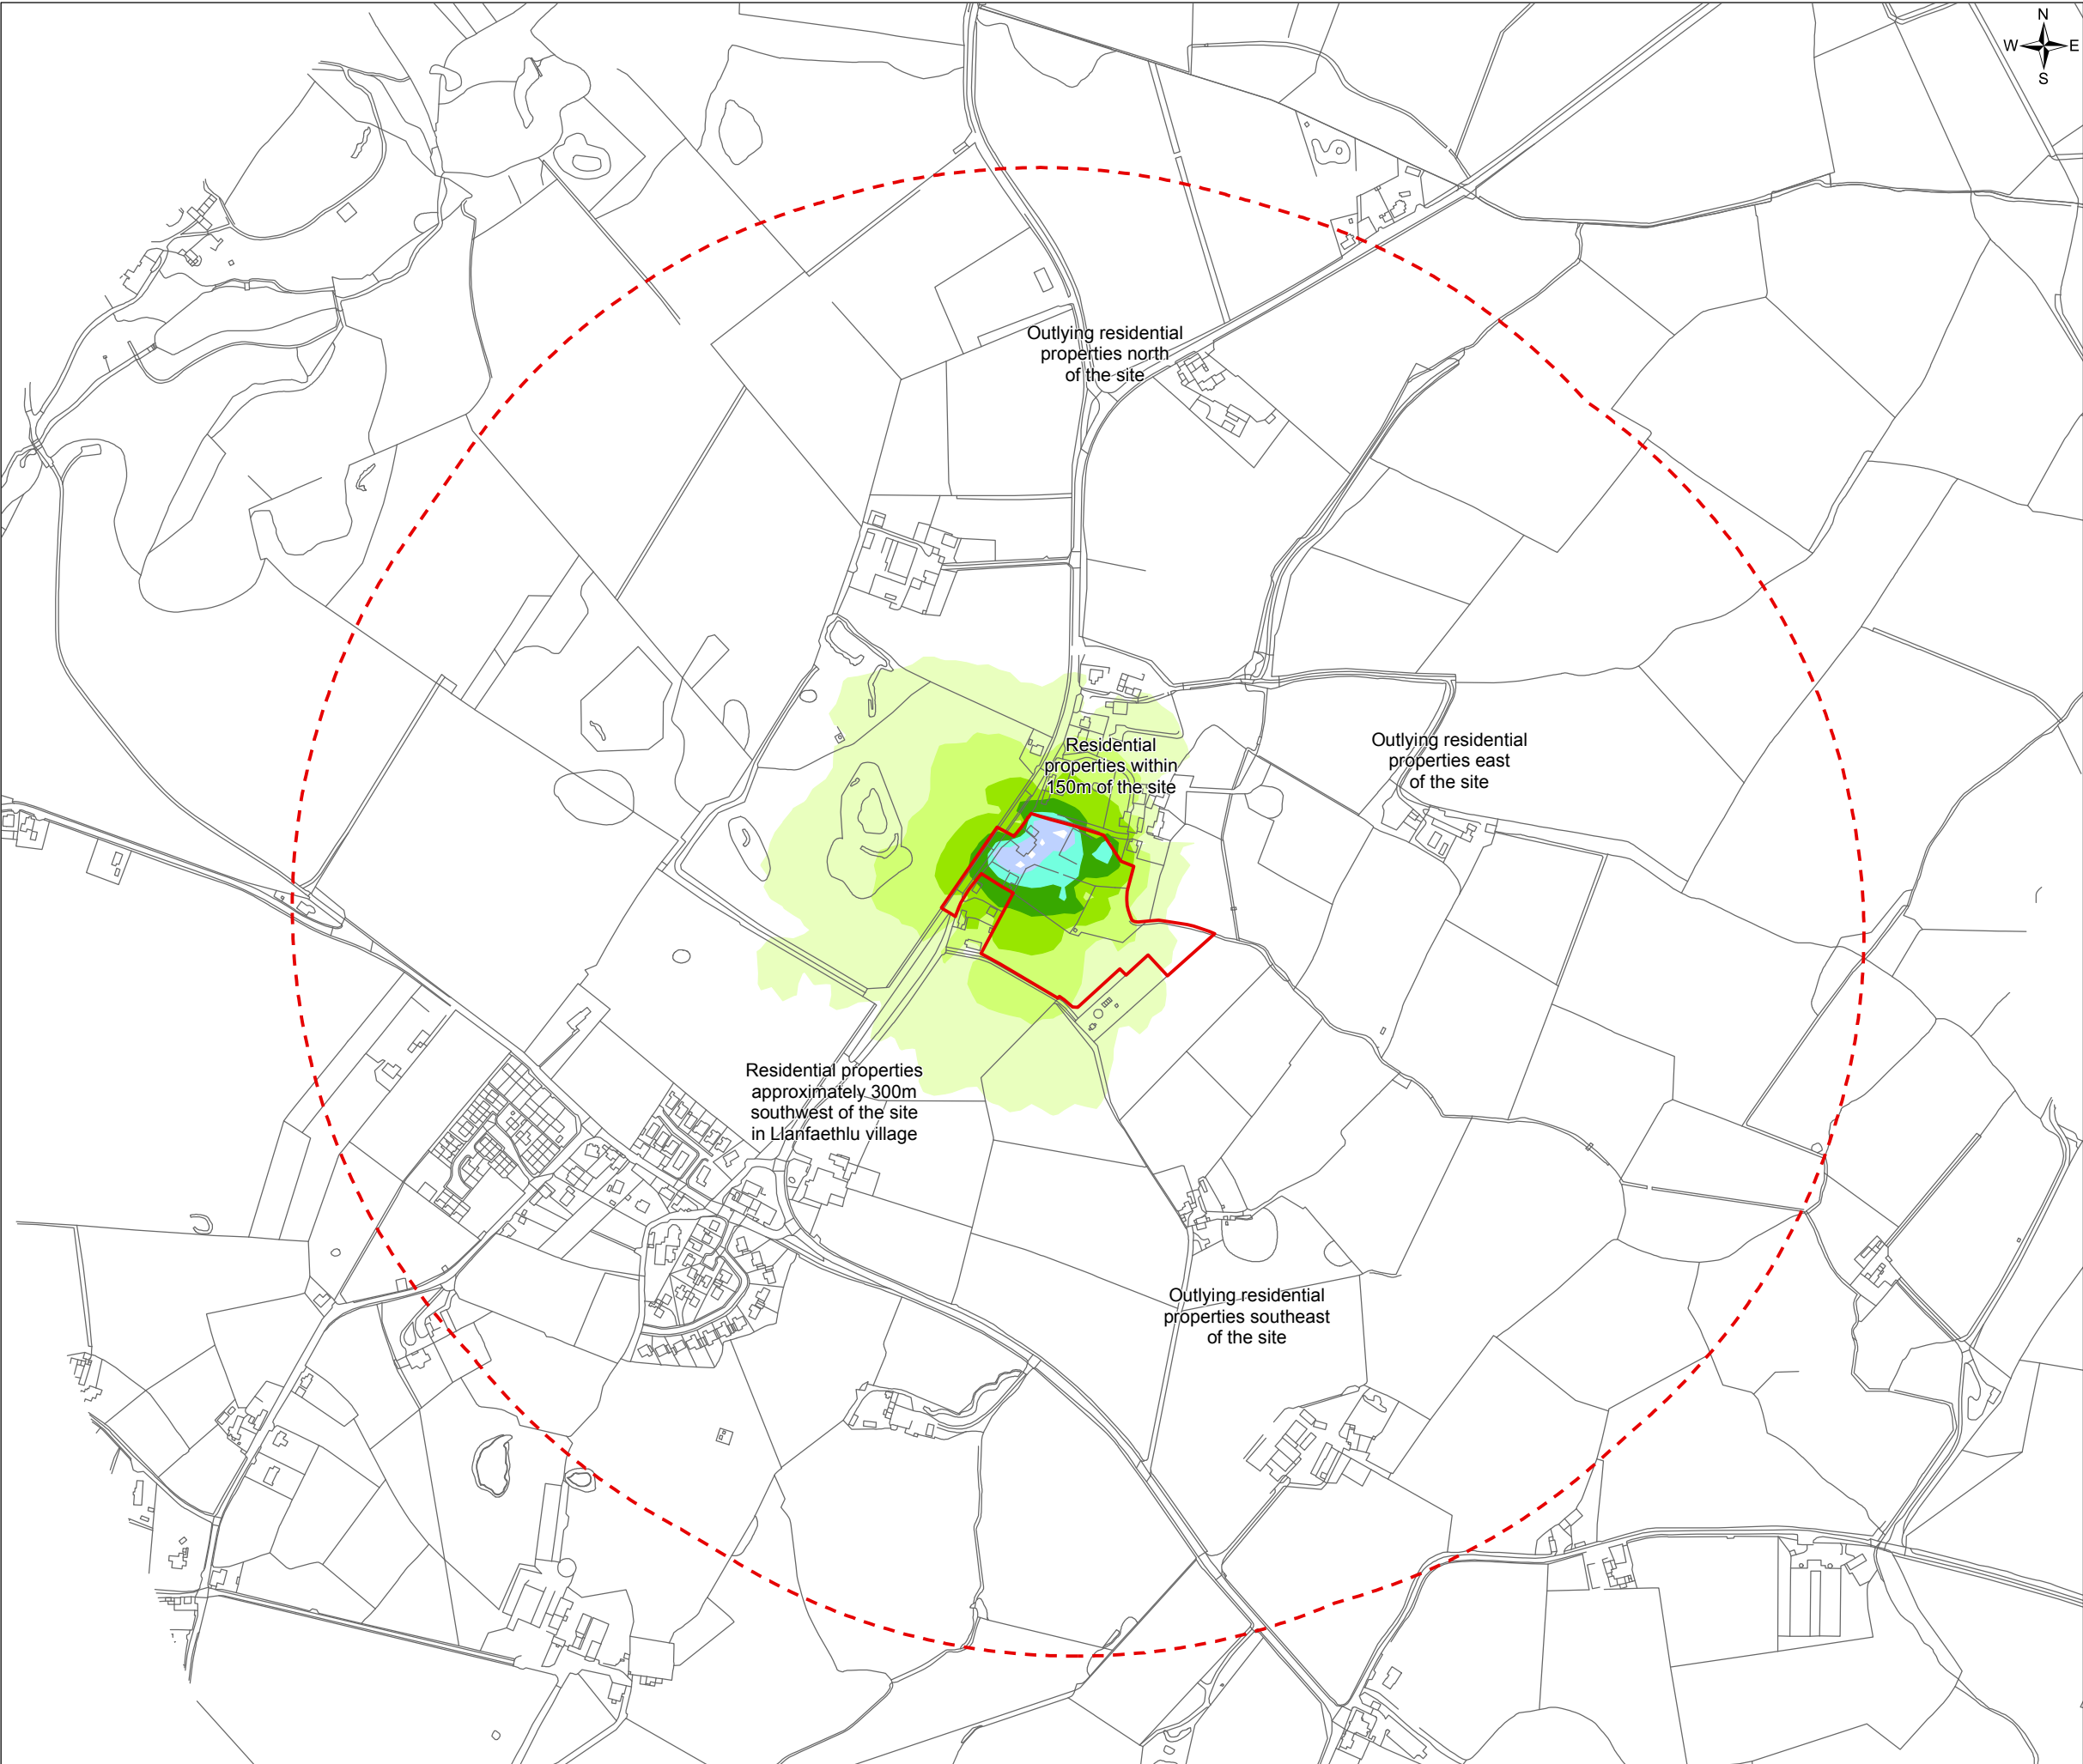 N
W E
S
Outlying residential
properties north
of the site
Residential
properties within
150m of the site
Outlying residential
properties east
of the site
Residential properties
approximately 300m
southwest of the site
in Llanfaethlu village
Outlying residential
properties southeast
of the site